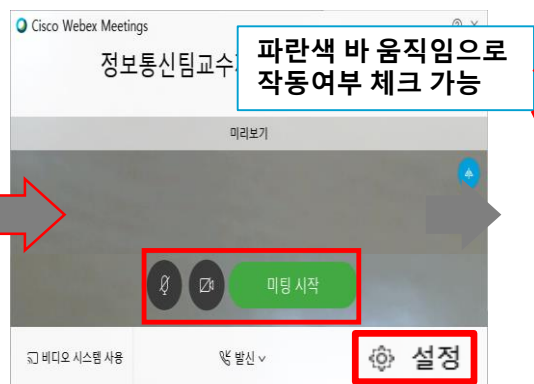 Cisco Webex Meetings
정보통신팀교수
파란색 바 움직임으로
작동여부 체크 가능
미리보기
미팅 시작
비디오 시스템 사용
발신
설정